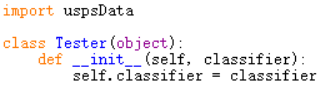 import uspsData
class Tester(object):
    def __init__(self, classifier):
        self.classifier = classifier